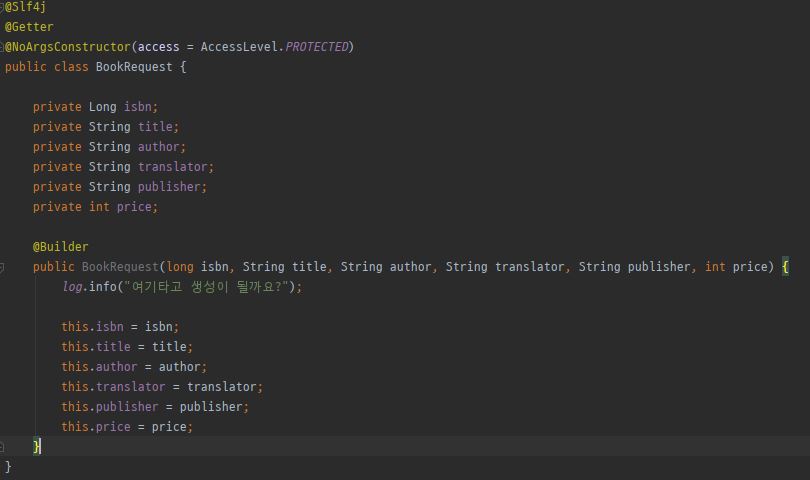 @Slf4j
@Getter
@NoArgsConstructor(access = AccessLevel.PROTECTED)
public class BookRequest {
    private Long isbn;
    private String title;
    private String author;
    private String translator;
    private String publisher;
    private int price;
    @Builder
    public BookRequest(long isbn, String title, String author, String translator, String publisher, int price) {
        log.info("여기타고 생성이 될까요?");
        this.isbn = isbn;
        this.title = title;
        this.author = author;
        this.translator = translator;
        this.publisher = publisher;
        this.price = price;
    }
}